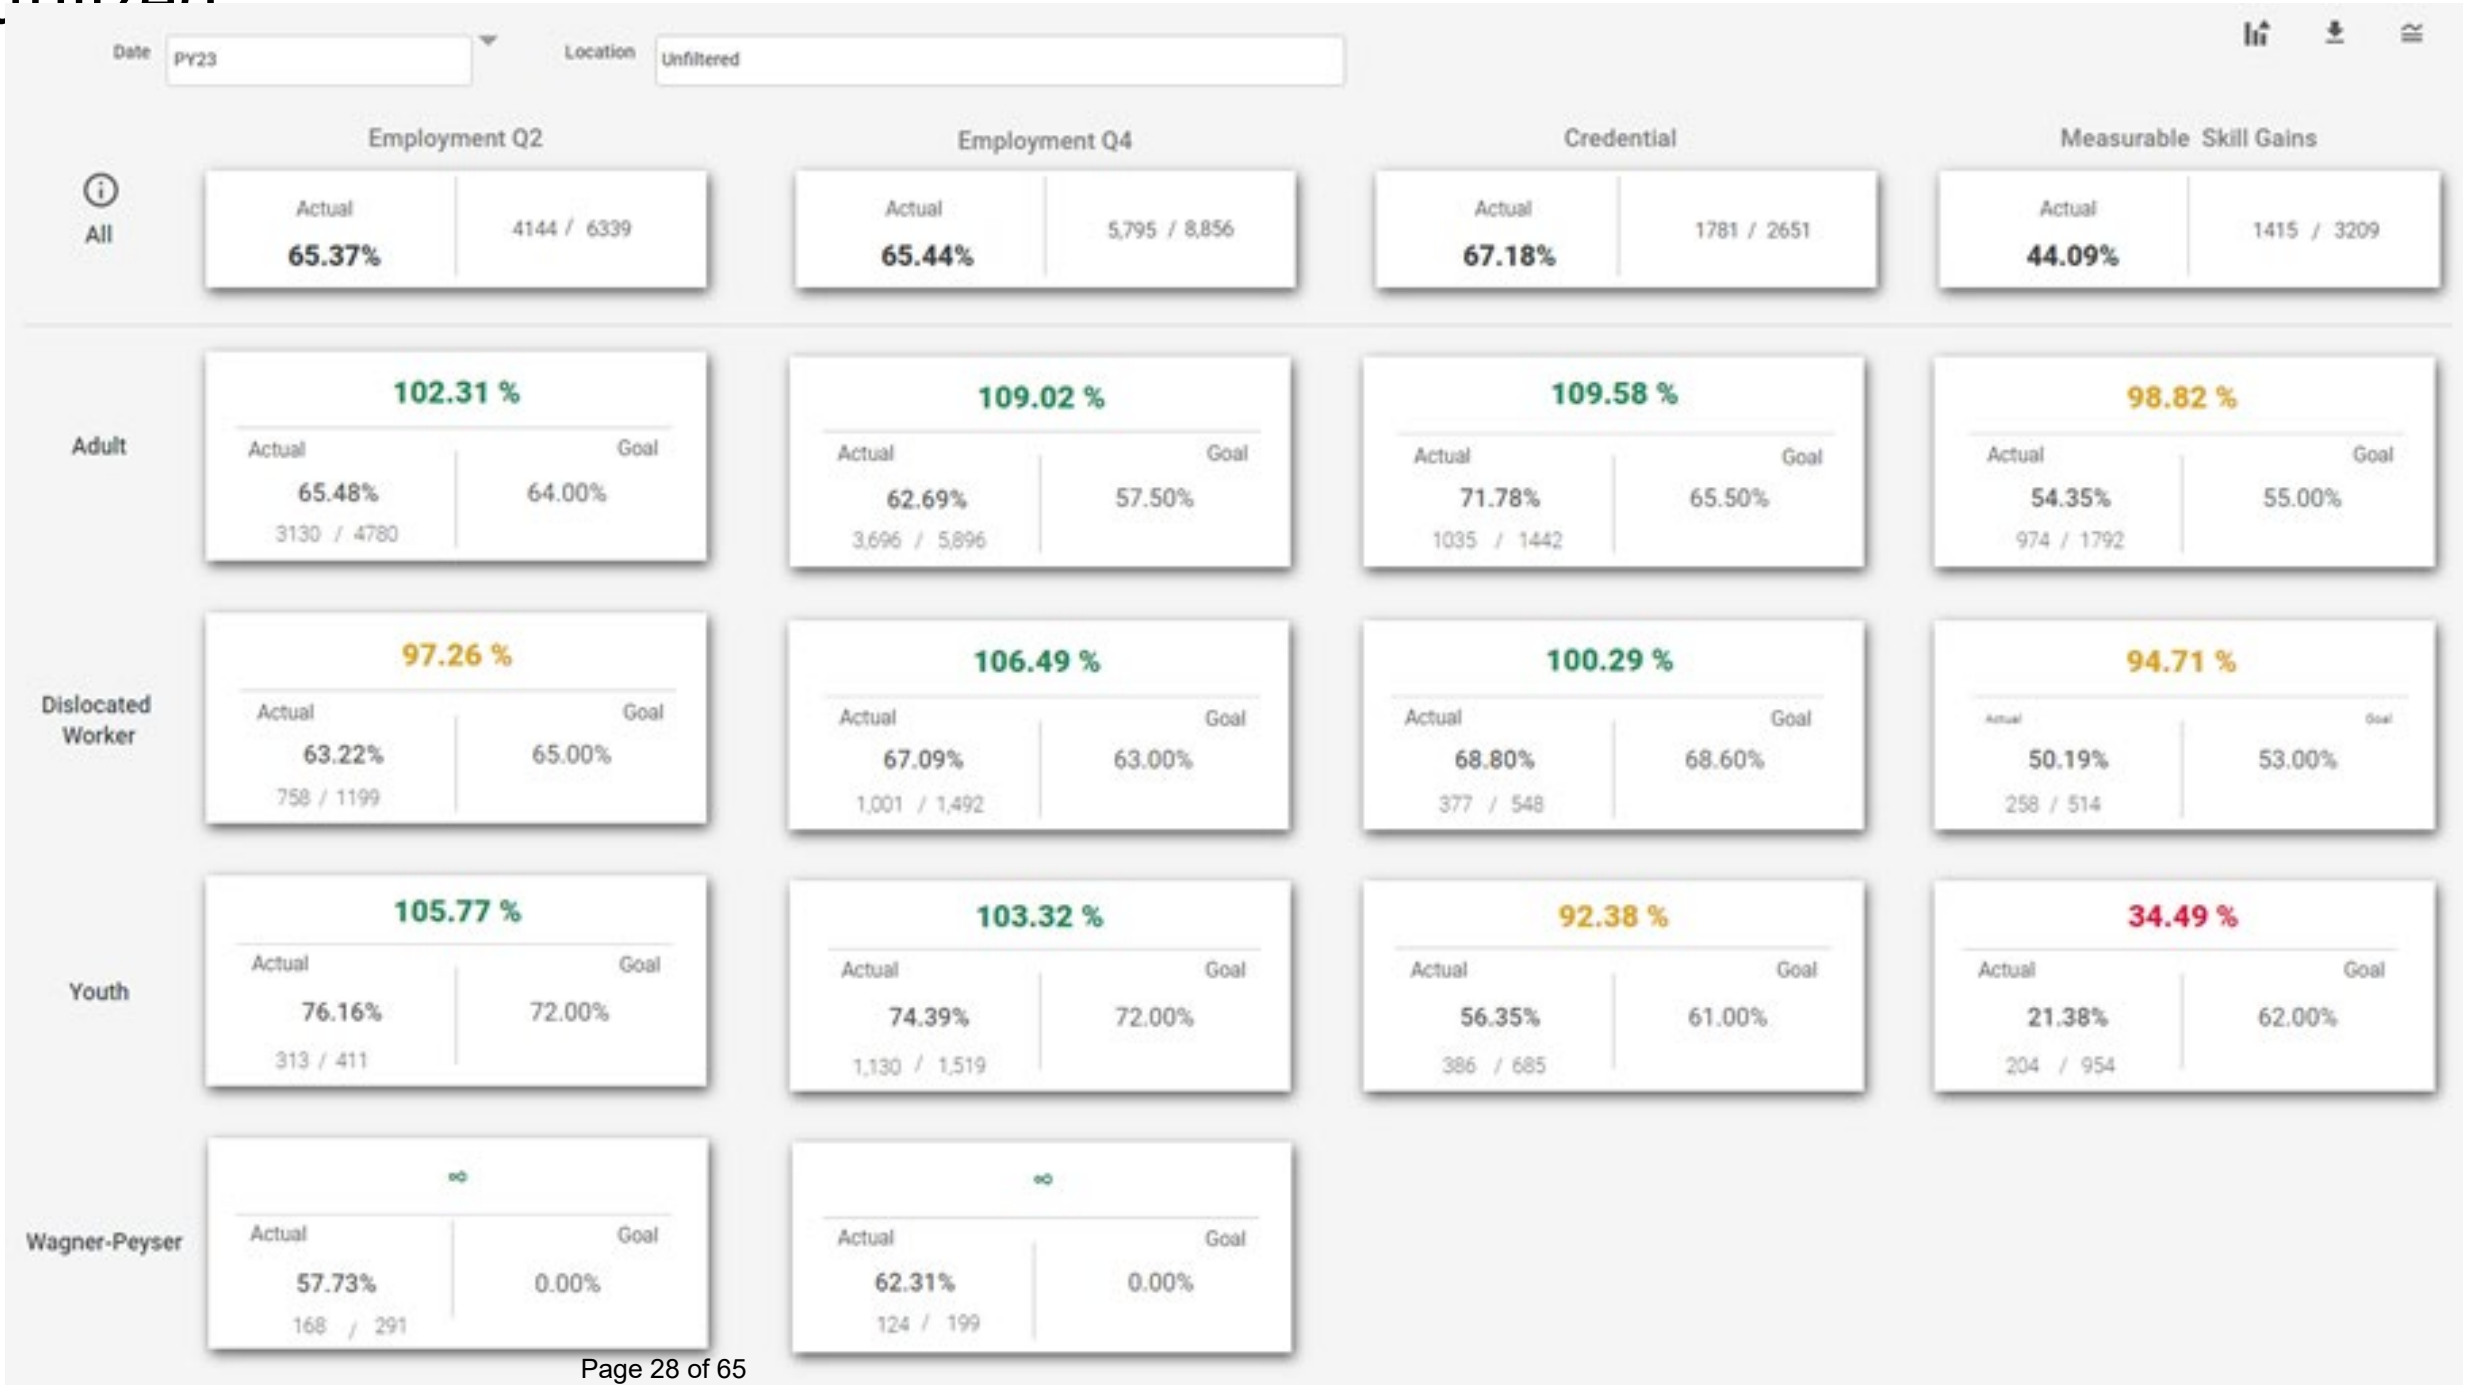 Date PY23 Location Unfiltered
Employment Q2 Employment Q4 Credential Measurable Skill Gains
All
Actual 4144 / 6339
65.37%
Actual 5,795 / 8,856
65.44%
Actual 1781 / 2651
67.18%
Actual 1415 / 3209
44.09%
Adult
102.31 %
Actual Goal
65.48% 64.00%
3130 / 4780
109.02 %
Actual Goal
62.69% 57.50%
3,696 / 5,896
109.58 %
Actual Goal
71.78% 65.50%
1035 / 1442
98.82 %
Actual Goal
54.35% 55.00%
974 / 1792
Dislocated
Worker
97.26 %
Actual Goal
63.22% 65.00%
758 / 1199
106.49 %
Actual Goal
67.09% 63.00%
1,001 / 1,492
100.29 %
Actual Goal
68.80% 68.60%
377 / 548
94.71 %
Actual Goal
50.19% 53.00%
258 / 514
Youth
105.77 %
Actual Goal
76.16% 72.00%
313 / 411
103.32 %
Actual Goal
74.39% 72.00%
1,130 / 1,519
92.38 %
Actual Goal
56.35% 61.00%
386 / 685
34.49 %
Actual Goal
21.38% 62.00%
204 / 954
Wagner-Peyser
∞
Actual Goal
57.73% 0.00%
168 / 291
∞
Actual Goal
62.31% 0.00%
124 / 199
Page 28 of 65